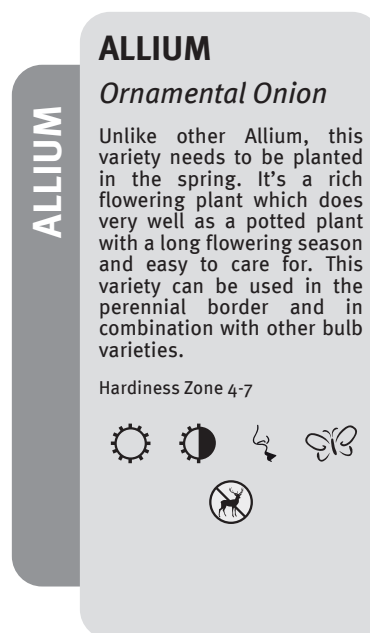 ALLIUM
ALLIUM
Ornamental Onion
Unlike other Allium, this
variety needs to be planted
in the spring. It’s a rich
flowering plant which does
very well as a potted plant
with a long flowering season
and easy to care for. This
variety can be used in the
perennial border and in
combination with other bulb
varieties.
Hardiness Zone 4-7